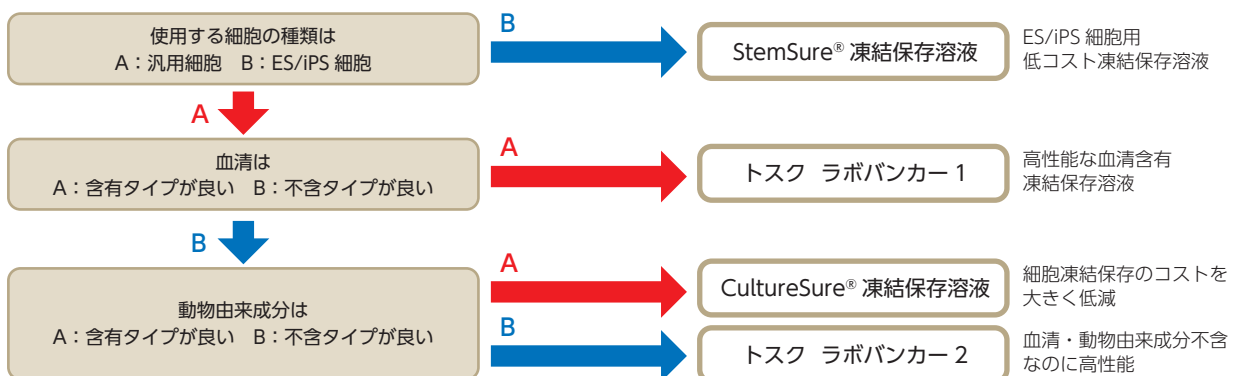 使用する細胞の種類は
A：汎用細胞　B：ES/iPS 細胞
B
StemSure® 凍結保存溶液
ES/iPS 細胞用
低コスト凍結保存溶液
A
血清は
A：含有タイプが良い　B：不含タイプが良い
A
トスク　ラボバンカー 1
高性能な血清含有
凍結保存溶液
B
動物由来成分は
A：含有タイプが良い　B：不含タイプが良い
A
CultureSure® 凍結保存溶液
細胞凍結保存のコストを
大きく低減
B
トスク　ラボバンカー 2
血清・動物由来成分不含
なのに高性能